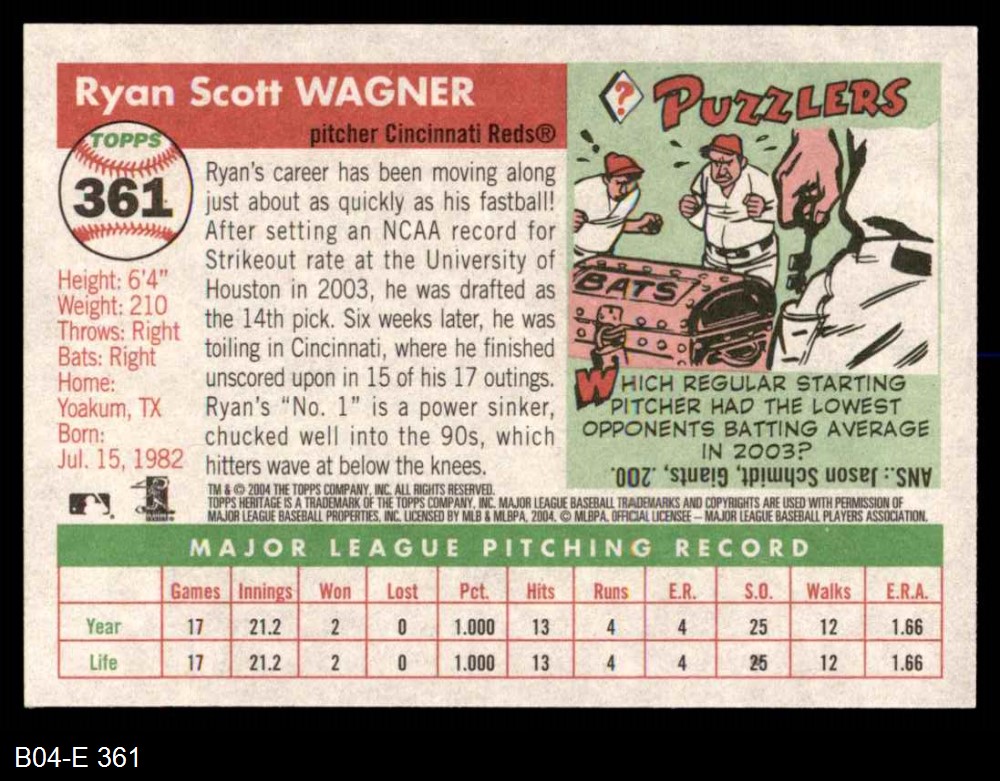 Ryan Scott WAGNER
pitcher Cincinnati Reds®
TOPPS
361
Height: 6'4"
Weight: 210
Throws: Right
Bats: Right
Home:
Yoakum, TX
Born:
Jul. 15, 1982
Ryan's career has been moving along
just about as quickly as his fastball!
After setting an NCAA record for
Strikeout rate at the University of
Houston in 2003, he was drafted as
the 14th pick. Six weeks later, he was
toiling in Cincinnati, where he finished
unscored upon in 15 of his 17 outings.
Ryan's "No. 1" is a power sinker,
chucked well into the 90s, which
hitters wave at below the knees.
? PUZZLERS
BATS
WHICH REGULAR STARTING
PITCHER HAD THE LOWEST
OPPONENTS BATTING AVERAGE
IN 2003?
ANS.: Jason Schmidt, Giants, .200.
TM & © 2004 THE TOPPS COMPANY, INC. ALL RIGHTS RESERVED.
TOPPS HERITAGE IS A TRADEMARK OF THE TOPPS COMPANY, INC. MAJOR LEAGUE BASEBALL TRADEMARKS AND COPYRIGHTS ARE USED WITH PERMISSION OF
MAJOR LEAGUE BASEBALL PROPERTIES, INC. LICENSED BY MLB & MLBPA, 2004. © MLBPA. OFFICIAL LICENSEE – MAJOR LEAGUE BASEBALL PLAYERS ASSOCIATION.
MAJOR LEAGUE PITCHING RECORD
Games Innings Won Lost Pct. Hits Runs E.R. S.O. Walks E.R.A.
Year 17 21.2 2 0 1.000 13 4 4 25 12 1.66
Life 17 21.2 2 0 1.000 13 4 4 25 12 1.66
B04-E 361